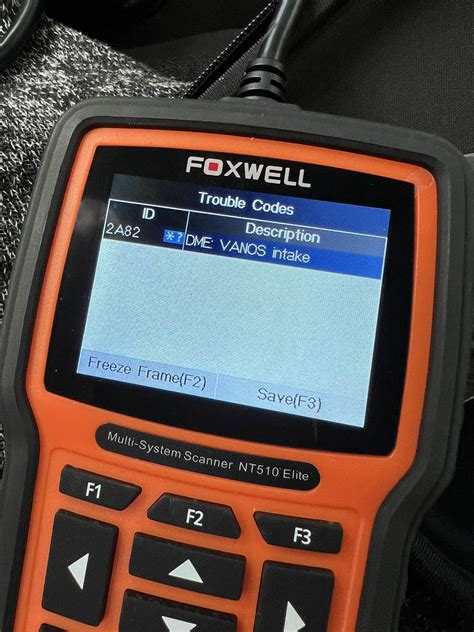 FOXWELL
Trouble Codes
ID Description
2A82 *? DME: VANOS intake
Freeze Frame(F2) Save(F3)
Multi-System Scanner NT510 Elite
F1 F2 F3